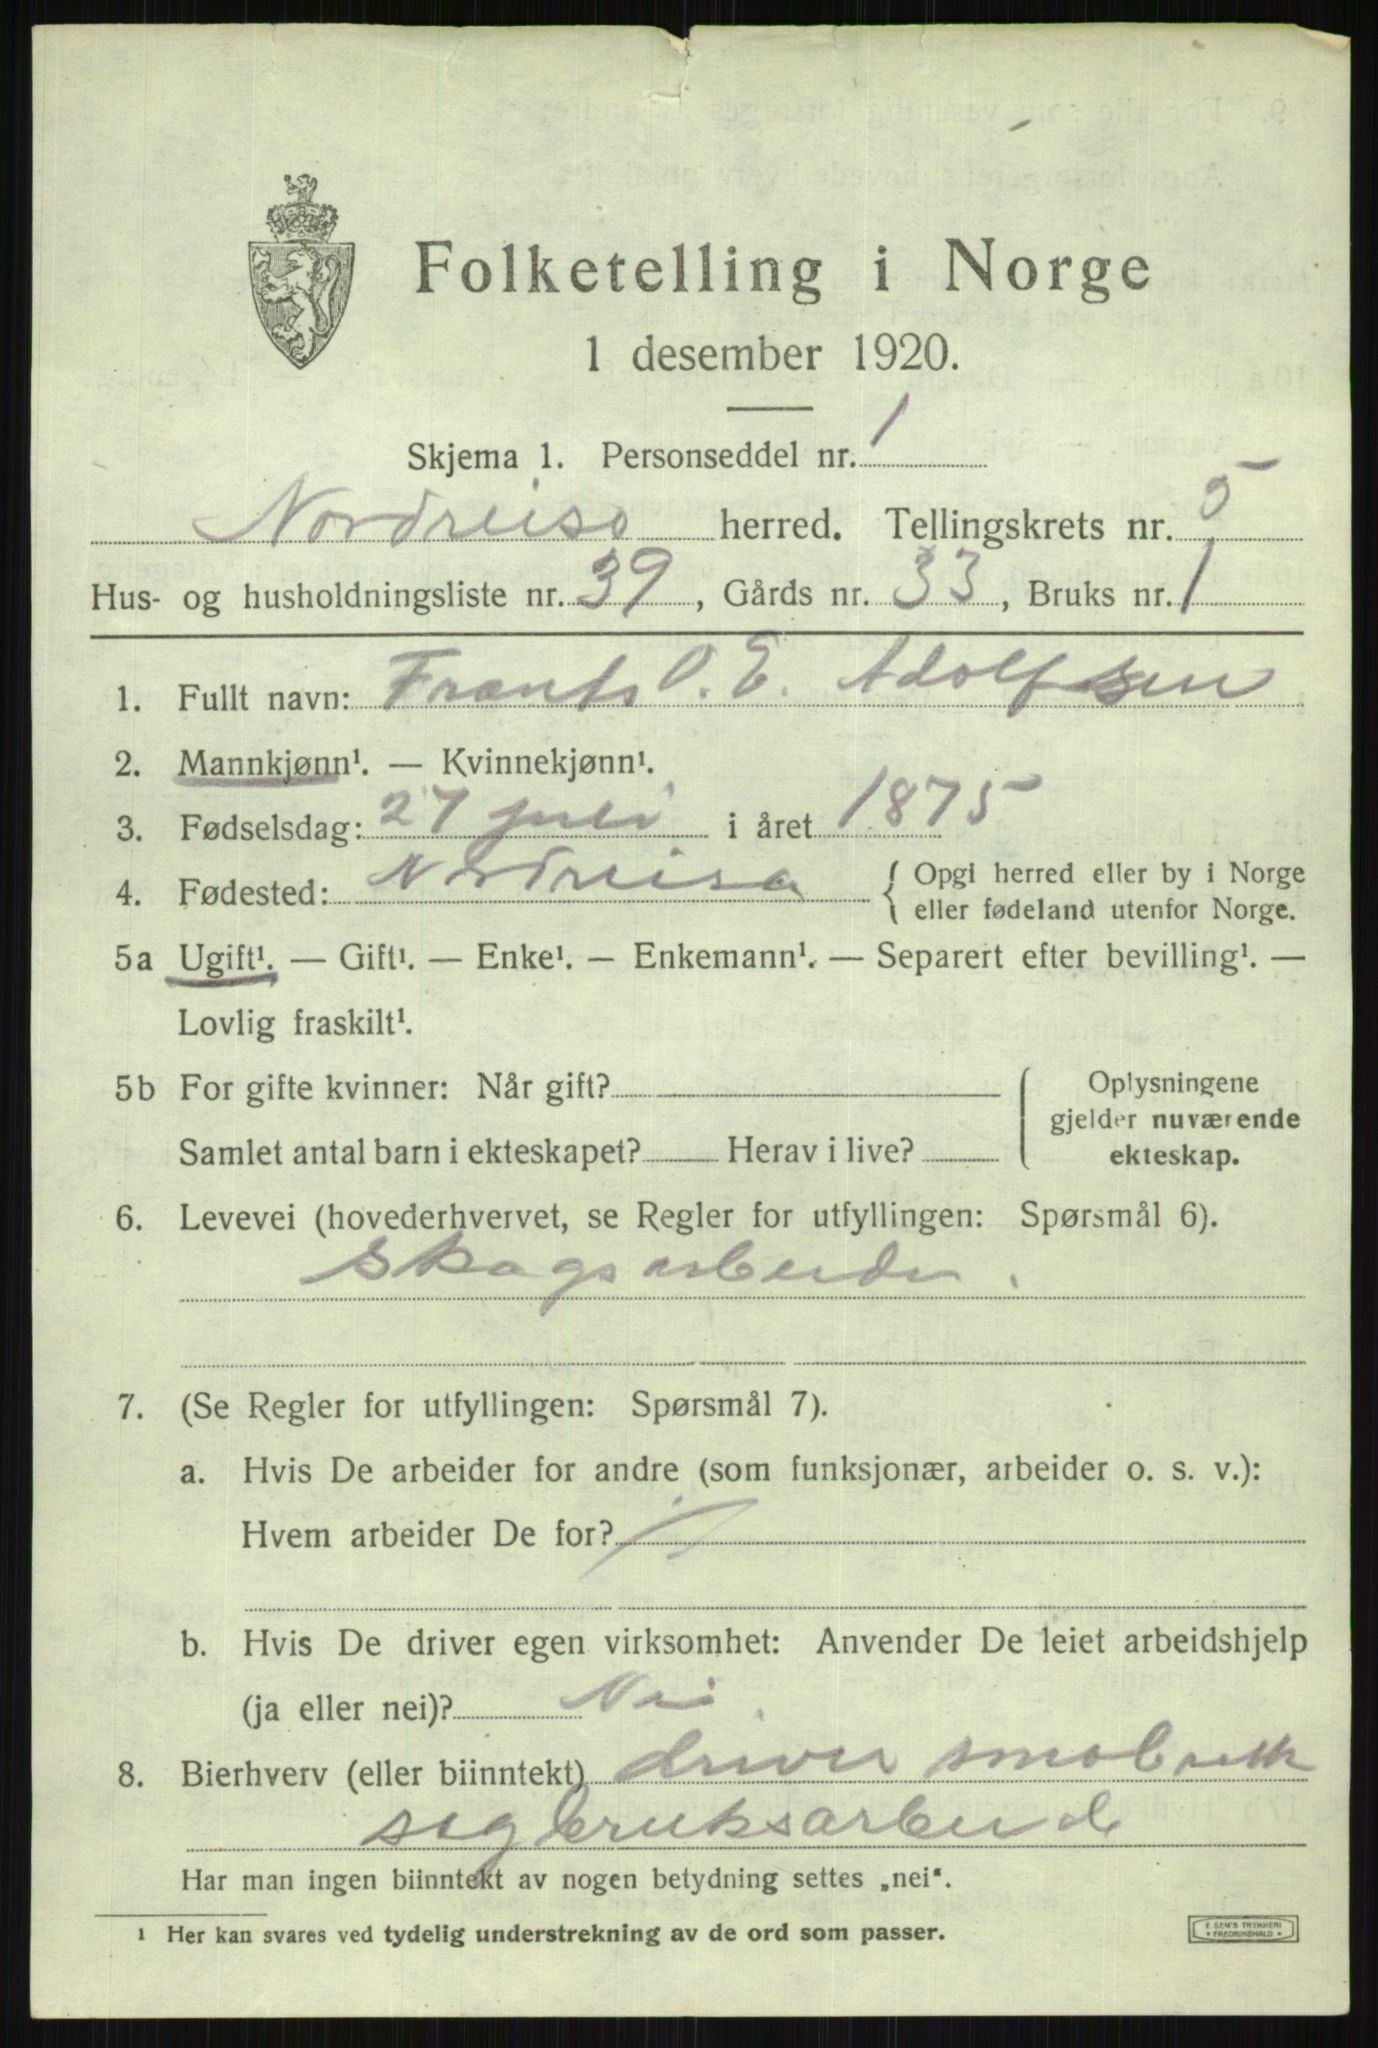 Folketelling i Norge
1 desember 1920.
Skjema 1. Personseddel nr. 1
Nordreisa herred. Tellingskrets nr. 5
Hus- og husholdningsliste nr. 39, Gårds nr. 33, Bruks nr. 1
1. Fullt navn: Frants O. E. Adolfsen
2. Mannkjønn¹. — Kvinnekjønn¹.
3. Fødselsdag: 27 juli i året 1875
4. Fødested: Nordreisa { Opgi herred eller by i Norge
eller fødeland utenfor Norge.
5a Ugift¹. — Gift¹. — Enke¹. — Enkemann¹. — Separert efter bevilling¹. —
Lovlig fraskilt¹.
5b For gifte kvinner: Når gift? Oplysningene
gjelder nuværende
Samlet antal barn i ekteskapet? Herav i live? ekteskap.
6. Levevei (hovederhvervet, se Regler for utfyllingen: Spørsmål 6).
Skogsarbeider.
7. (Se Regler for utfyllingen: Spørsmål 7).
a. Hvis De arbeider for andre (som funksjonær, arbeider o. s. v.):
Hvem arbeider De for?
b. Hvis De driver egen virksomhet: Anvender De leiet arbeidshjelp
(ja eller nei)? Nei
8. Bierhverv (eller biinntekt) driver
Har man ingen biinntekt av nogen betydning settes „nei“.
¹ Her kan svares ved tydelig understrekning av de ord som passer.
E. SEM'S TRYKKERI
FREDRIKSHALD